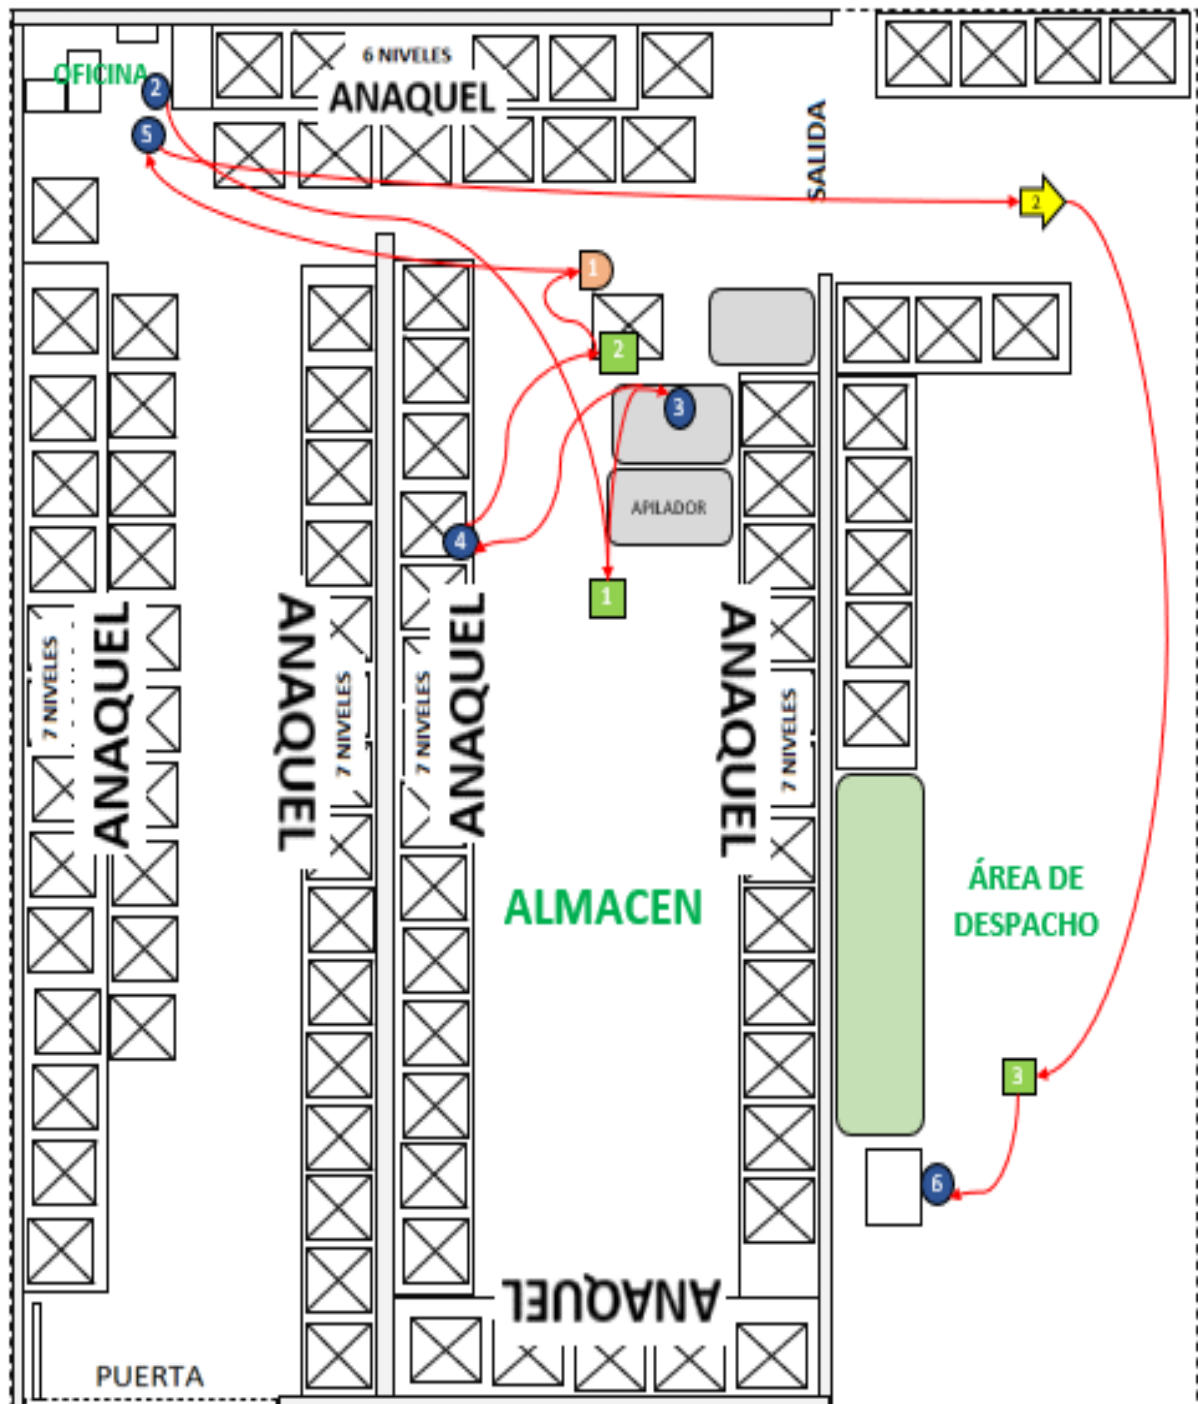 6 NIVELES
OFICINA
2
ANAQUEL
5
SALIDA
2
1
2
3
APILADOR
4
1
ANAQUEL
7 NIVELES
ANAQUEL
7 NIVELES
7 NIVELES
ANAQUEL
ANAQUEL
7 NIVELES
ALMACEN
ÁREA DE
DESPACHO
3
6
ANAQUEL
PUERTA